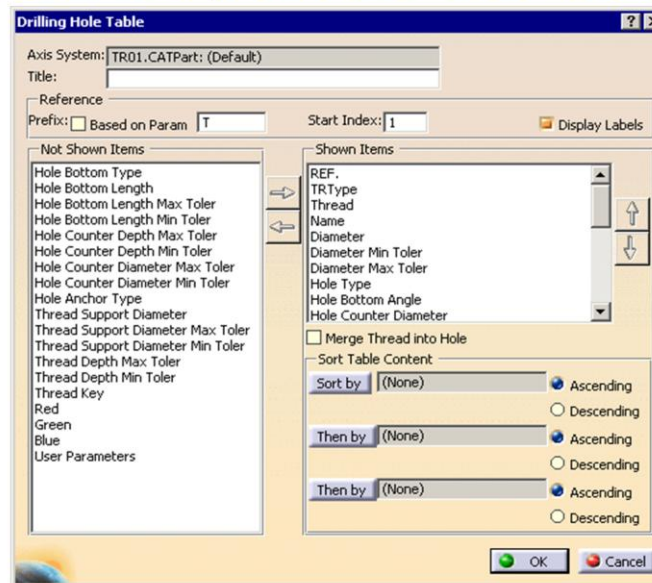 Drilling Hole Table
Axis System: TR01.CATPart: (Default)
Title:
Reference
Prefix: Based on Param T Start Index: 1 Display Labels
Not Shown Items
Hole Bottom Type
Hole Bottom Length
Hole Bottom Length Max Toler
Hole Bottom Length Min Toler
Hole Counter Depth Max Toler
Hole Counter Depth Min Toler
Hole Counter Diameter Max Toler
Hole Counter Diameter Min Toler
Hole Anchor Type
Thread Support Diameter
Thread Support Diameter Max Toler
Thread Support Diameter Min Toler
Thread Depth Max Toler
Thread Depth Min Toler
Thread Key
Red
Green
Blue
User Parameters
Shown Items
REF.
TRType
Thread
Name
Diameter
Diameter Min Toler
Diameter Max Toler
Hole Type
Hole Bottom Angle
Hole Counter Diameter
Merge Thread into Hole
Sort Table Content
Sort by (None) Ascending
Descending
Then by (None) Ascending
Descending
Then by (None) Ascending
Descending
OK Cancel